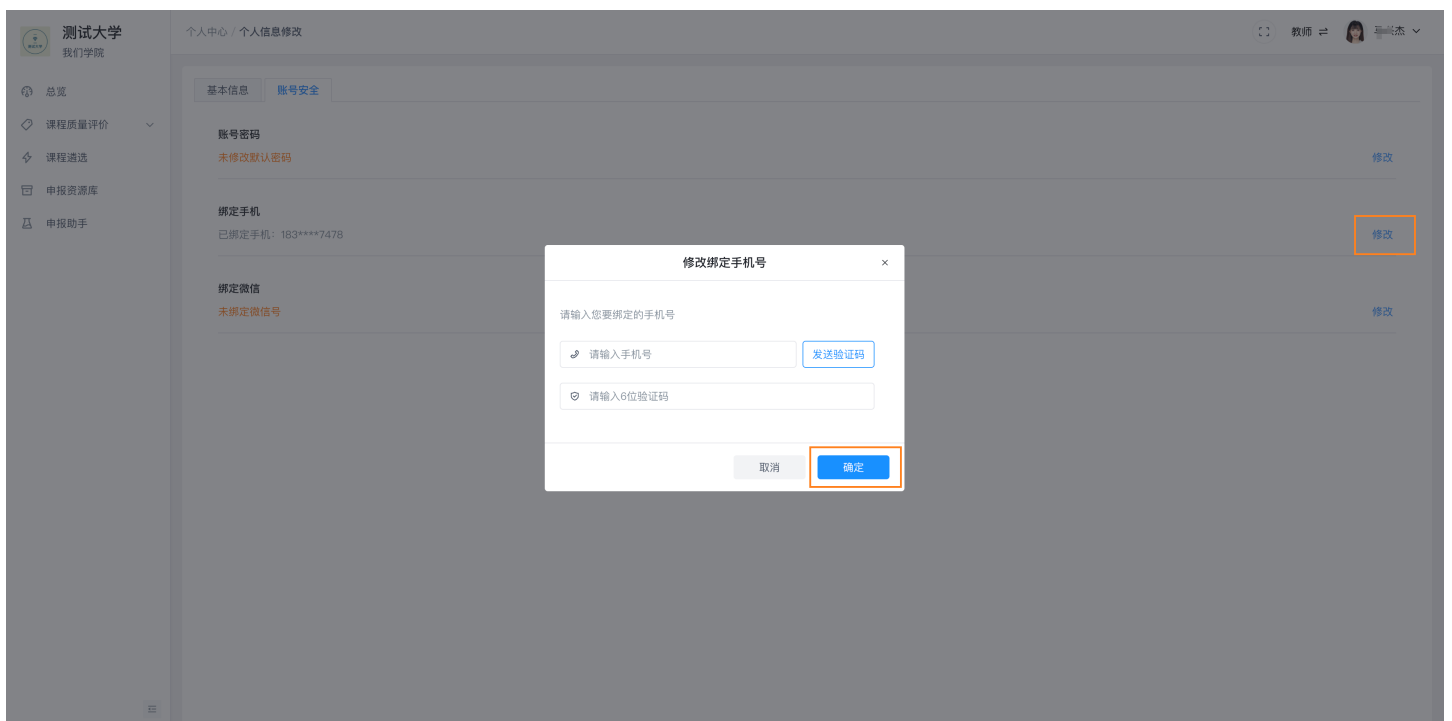 测试大学
我们学院
个人中心 / 个人信息修改
教师
杰
总览
课程质量评价
课程遴选
申报资源库
申报助手
基本信息 账号安全
账号密码
未修改默认密码 修改
绑定手机
已绑定手机：183****7478 修改
绑定微信
未绑定微信号 修改
修改绑定手机号 ×
请输入您要绑定的手机号
请输入手机号 发送验证码
请输入6位验证码
取消 确定